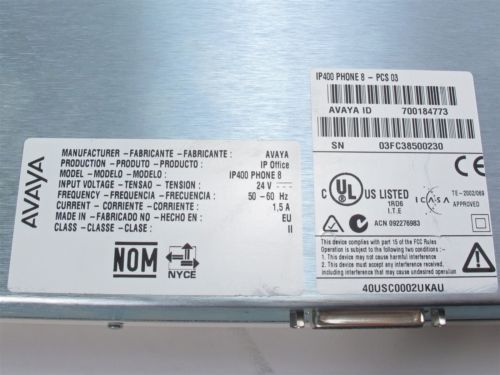 AVAYA
MANUFACTURER - FABRICANTE - FABRICANTE: AVAYA
PRODUCTION - PRODUTO - PRODUCTO: IP Office
MODEL - MODELO - MODELO: IP400 PHONE 8
INPUT VOLTAGE - TENSAO - TENSION: 24 V
FREQUENCY - FREQUENCIA - FRECUENCIA: 50 - 60 Hz
CURRENT - CORRIENTE - CORRIENTE: 1,5 A
MADE IN - FABRICADO NO - HECHO EN: EU
CLASS - CLASSE - CLASE: II
NOM
NYCE
IP400 PHONE 8 - PCS 03
AVAYA ID 700184773
SN 03FC38500230
CE
c UL US LISTED
1RD6
I.T.E
ICASA
TE-2002/069
APPROVED
ACN 092276983
This device complies with part 15 of the FCC Rules
Operation is subject to the following two conditions:-
1) This device may not cause harmful interference
2) This device must accept any interference received
including interference that may cause undesired operation
40USC0002UKAU